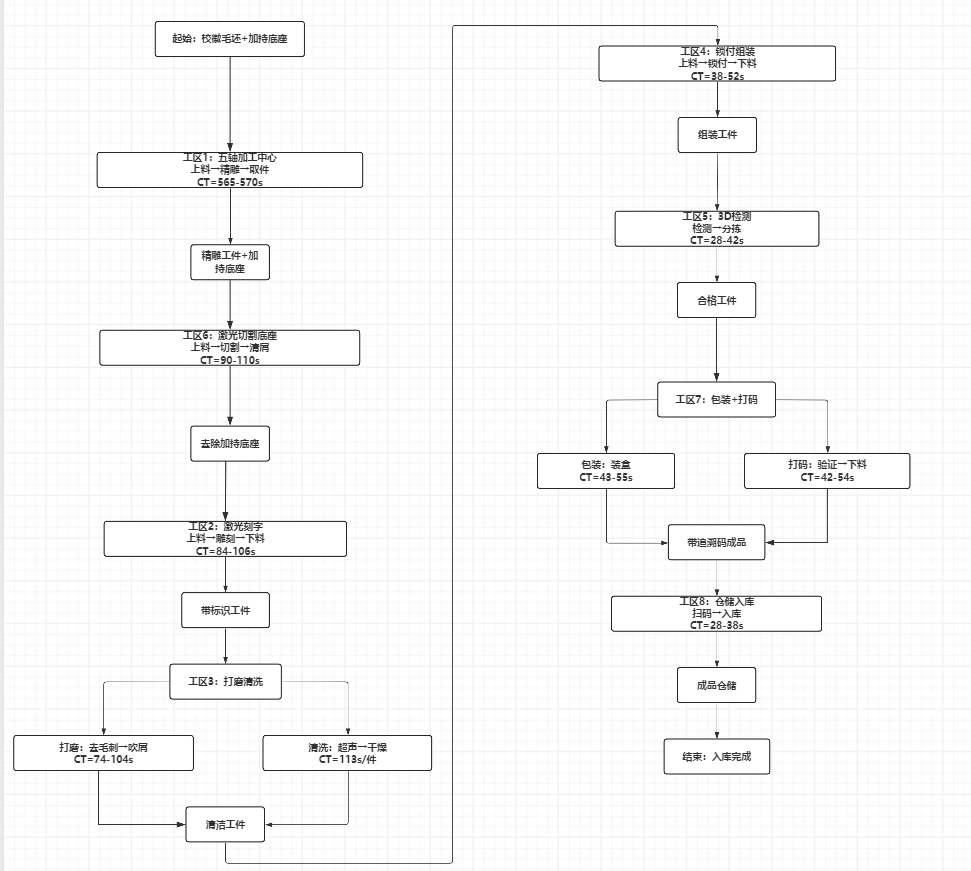 起始：校徽毛坯+加持底座
工区1：五轴加工中心
上料→精雕→取件
CT=565-570s
精雕工件+加
持底座
工区6：激光切割底座
上料→切割→清屑
CT=90-110s
去除加持底座
工区2：激光刻字
上料→雕刻→下料
CT=84-106s
带标识工件
工区3：打磨清洗
打磨：去毛刺→吹屑
CT=74-104s
清洗：超声→干燥
CT=113s/件
清洁工件
工区4：锁付组装
上料→锁付→下料
CT=38-52s
组装工件
工区5：3D检测
检测→分拣
CT=28-42s
合格工件
工区7：包装+打码
包装：装盒
CT=43-55s
打码：验证→下料
CT=42-54s
带追溯码成品
工区8：仓储入库
扫码→入库
CT=28-38s
成品仓储
结束：入库完成